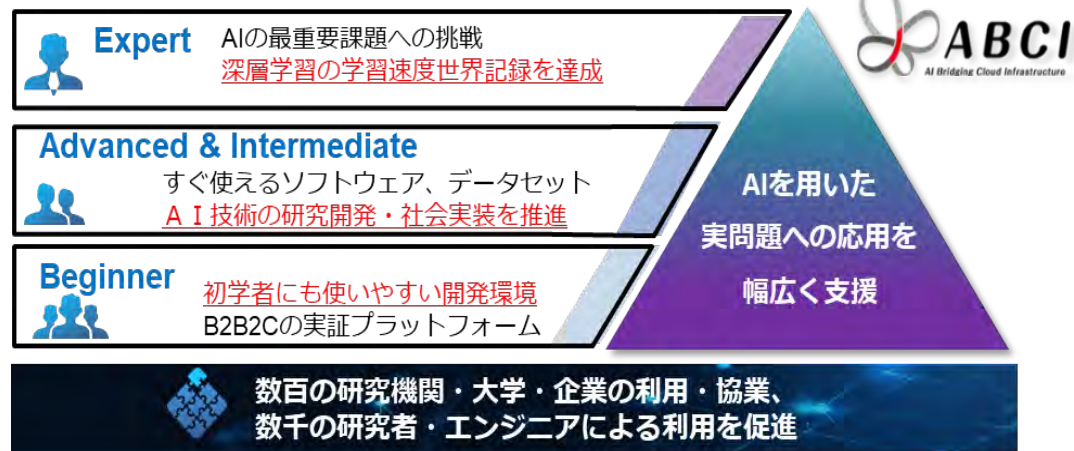 Expert
AIの最重要課題への挑戦
深層学習の学習速度世界記録を達成
ABCI
AI Bridging Cloud Infrastructure
Advanced & Intermediate
すぐ使えるソフトウェア、データセット
ＡＩ技術の研究開発・社会実装を推進
Beginner
初学者にも使いやすい開発環境
B2B2Cの実証プラットフォーム
AIを用いた
実問題への応用を
幅広く支援
数百の研究機関・大学・企業の利用・協業、
数千の研究者・エンジニアによる利用を促進